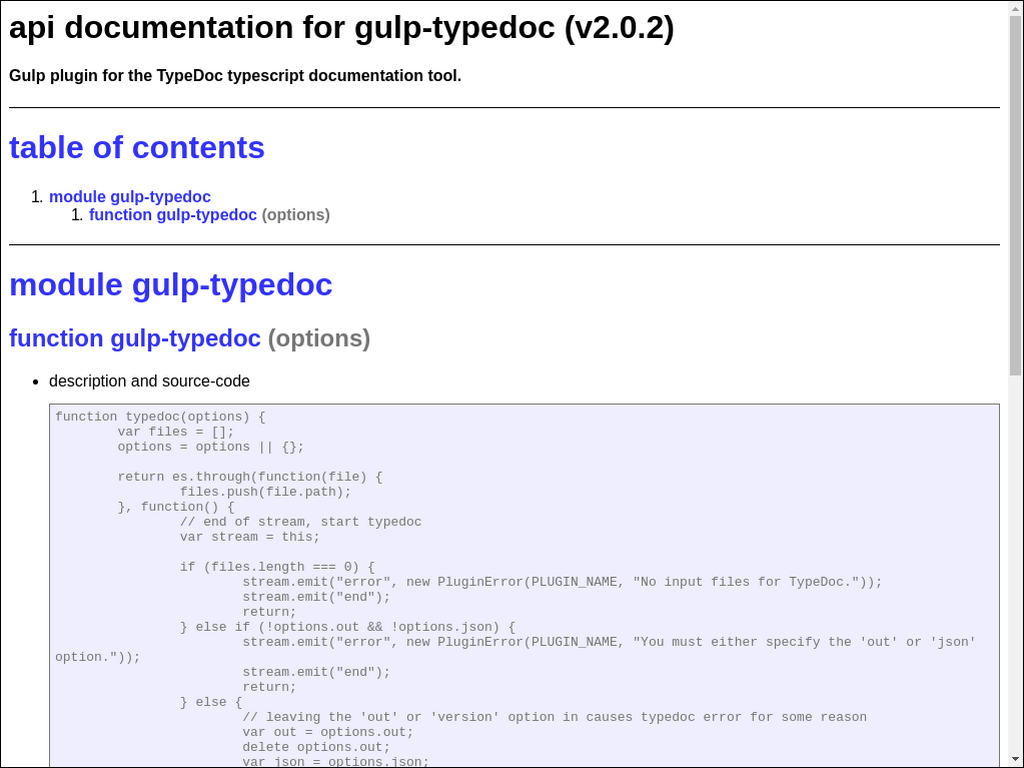 api documentation for gulp-typedoc (v2.0.2)
Gulp plugin for the TypeDoc typescript documentation tool.
table of contents
1. module gulp-typedoc
1. function gulp-typedoc (options)
module gulp-typedoc
function gulp-typedoc (options)
• description and source-code
function typedoc(options) {
        var files = [];
        options = options || {};

        return es.through(function(file) {
                files.push(file.path);
        }, function() {
                // end of stream, start typedoc
                var stream = this;

                if (files.length === 0) {
                        stream.emit("error", new PluginError(PLUGIN_NAME, "No input files for TypeDoc."));
                        stream.emit("end");
                        return;
                } else if (!options.out && !options.json) {
                        stream.emit("error", new PluginError(PLUGIN_NAME, "You must either specify the 'out' or 'json'
option."));
                        stream.emit("end");
                        return;
                } else {
                        // leaving the 'out' or 'version' option in causes typedoc error for some reason
                        var out = options.out;
                        delete options.out;
                        var json = options.json;